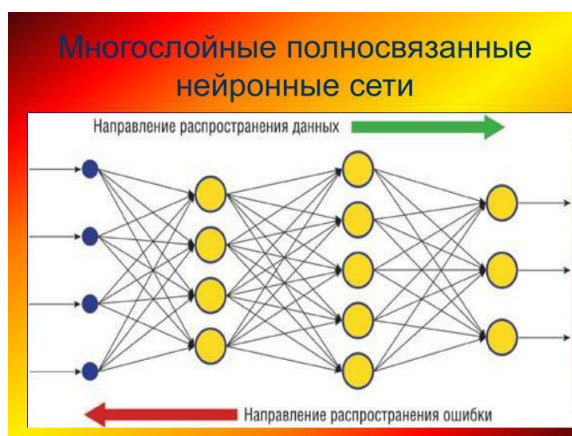 Многослойные полносвязанные
нейронные сети
Направление распространения данных
Направление распространения ошибки